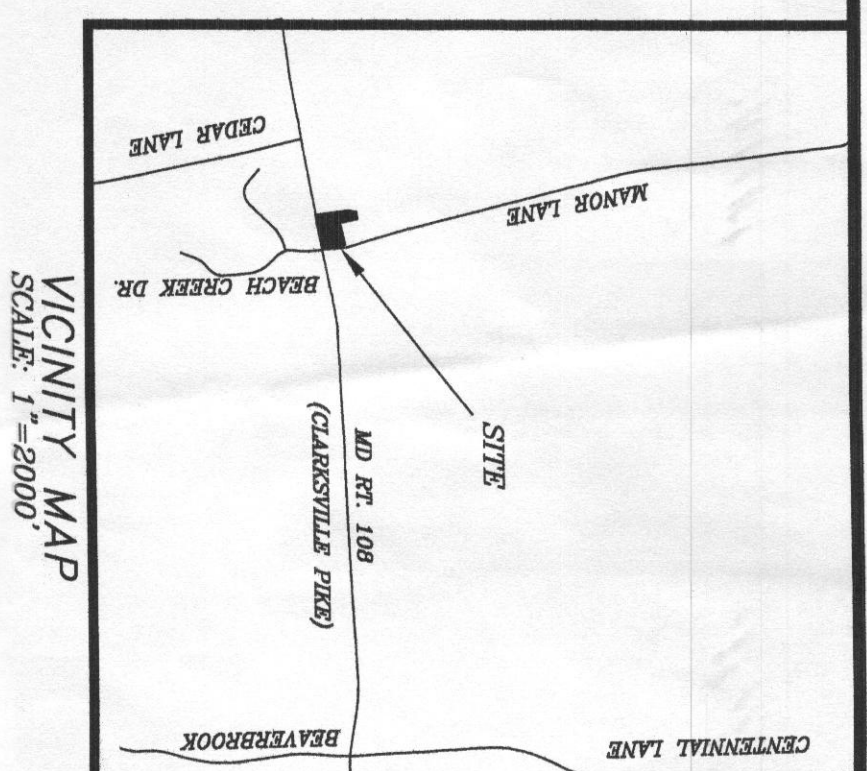 CEDAR LANE
MANOR LANE
BEACH CREEK DR.
SITE
MD RT. 108
(CLARKSVILLE PIKE)
BEAVERBROOK
CENTENNIAL LANE
VICINITY MAP
SCALE: 1"=2000'